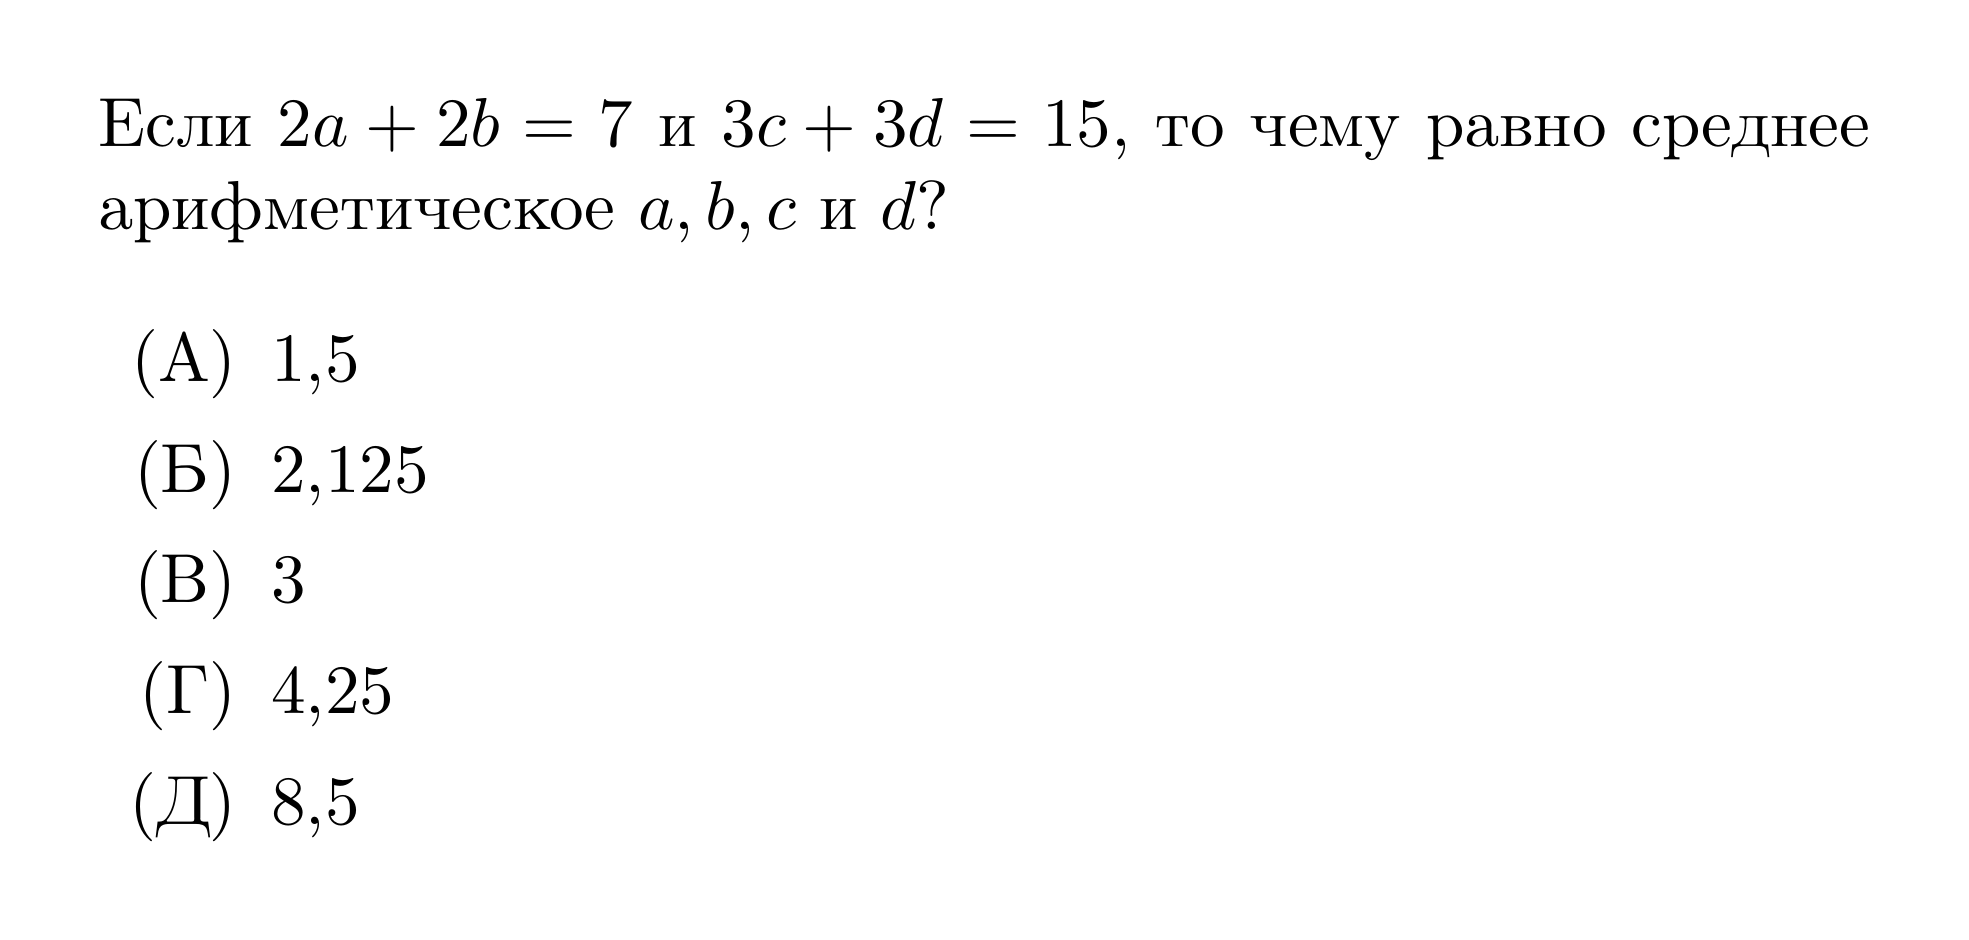 Если 2a + 2b = 7 и 3c + 3d = 15, то чему равно среднее
арифметическое a, b, c и d?
(А) 1,5
(Б) 2,125
(В) 3
(Г) 4,25
(Д) 8,5